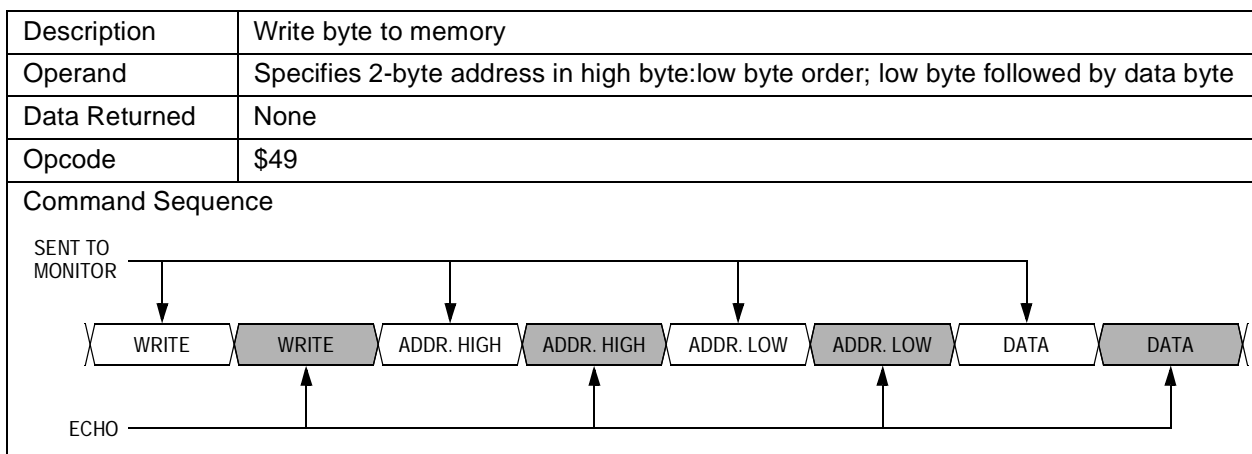 Description Write byte to memory
Operand Specifies 2-byte address in high byte:low byte order; low byte followed by data byte
Data Returned None
Opcode $49
Command Sequence
SENT TO
MONITOR
WRITE WRITE ADDR. HIGH ADDR. HIGH ADDR. LOW ADDR. LOW DATA DATA
ECHO